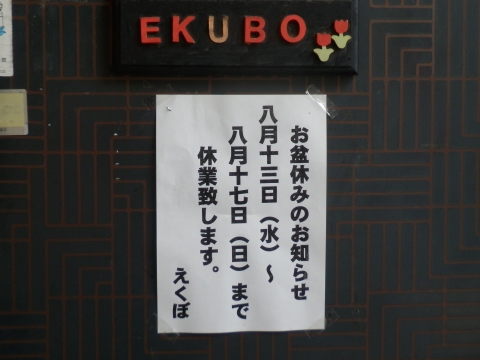 EKUBO
お盆休みのお知らせ
八月十三日（水）～
八月十七日（日）まで
休業致します。
えくぼ